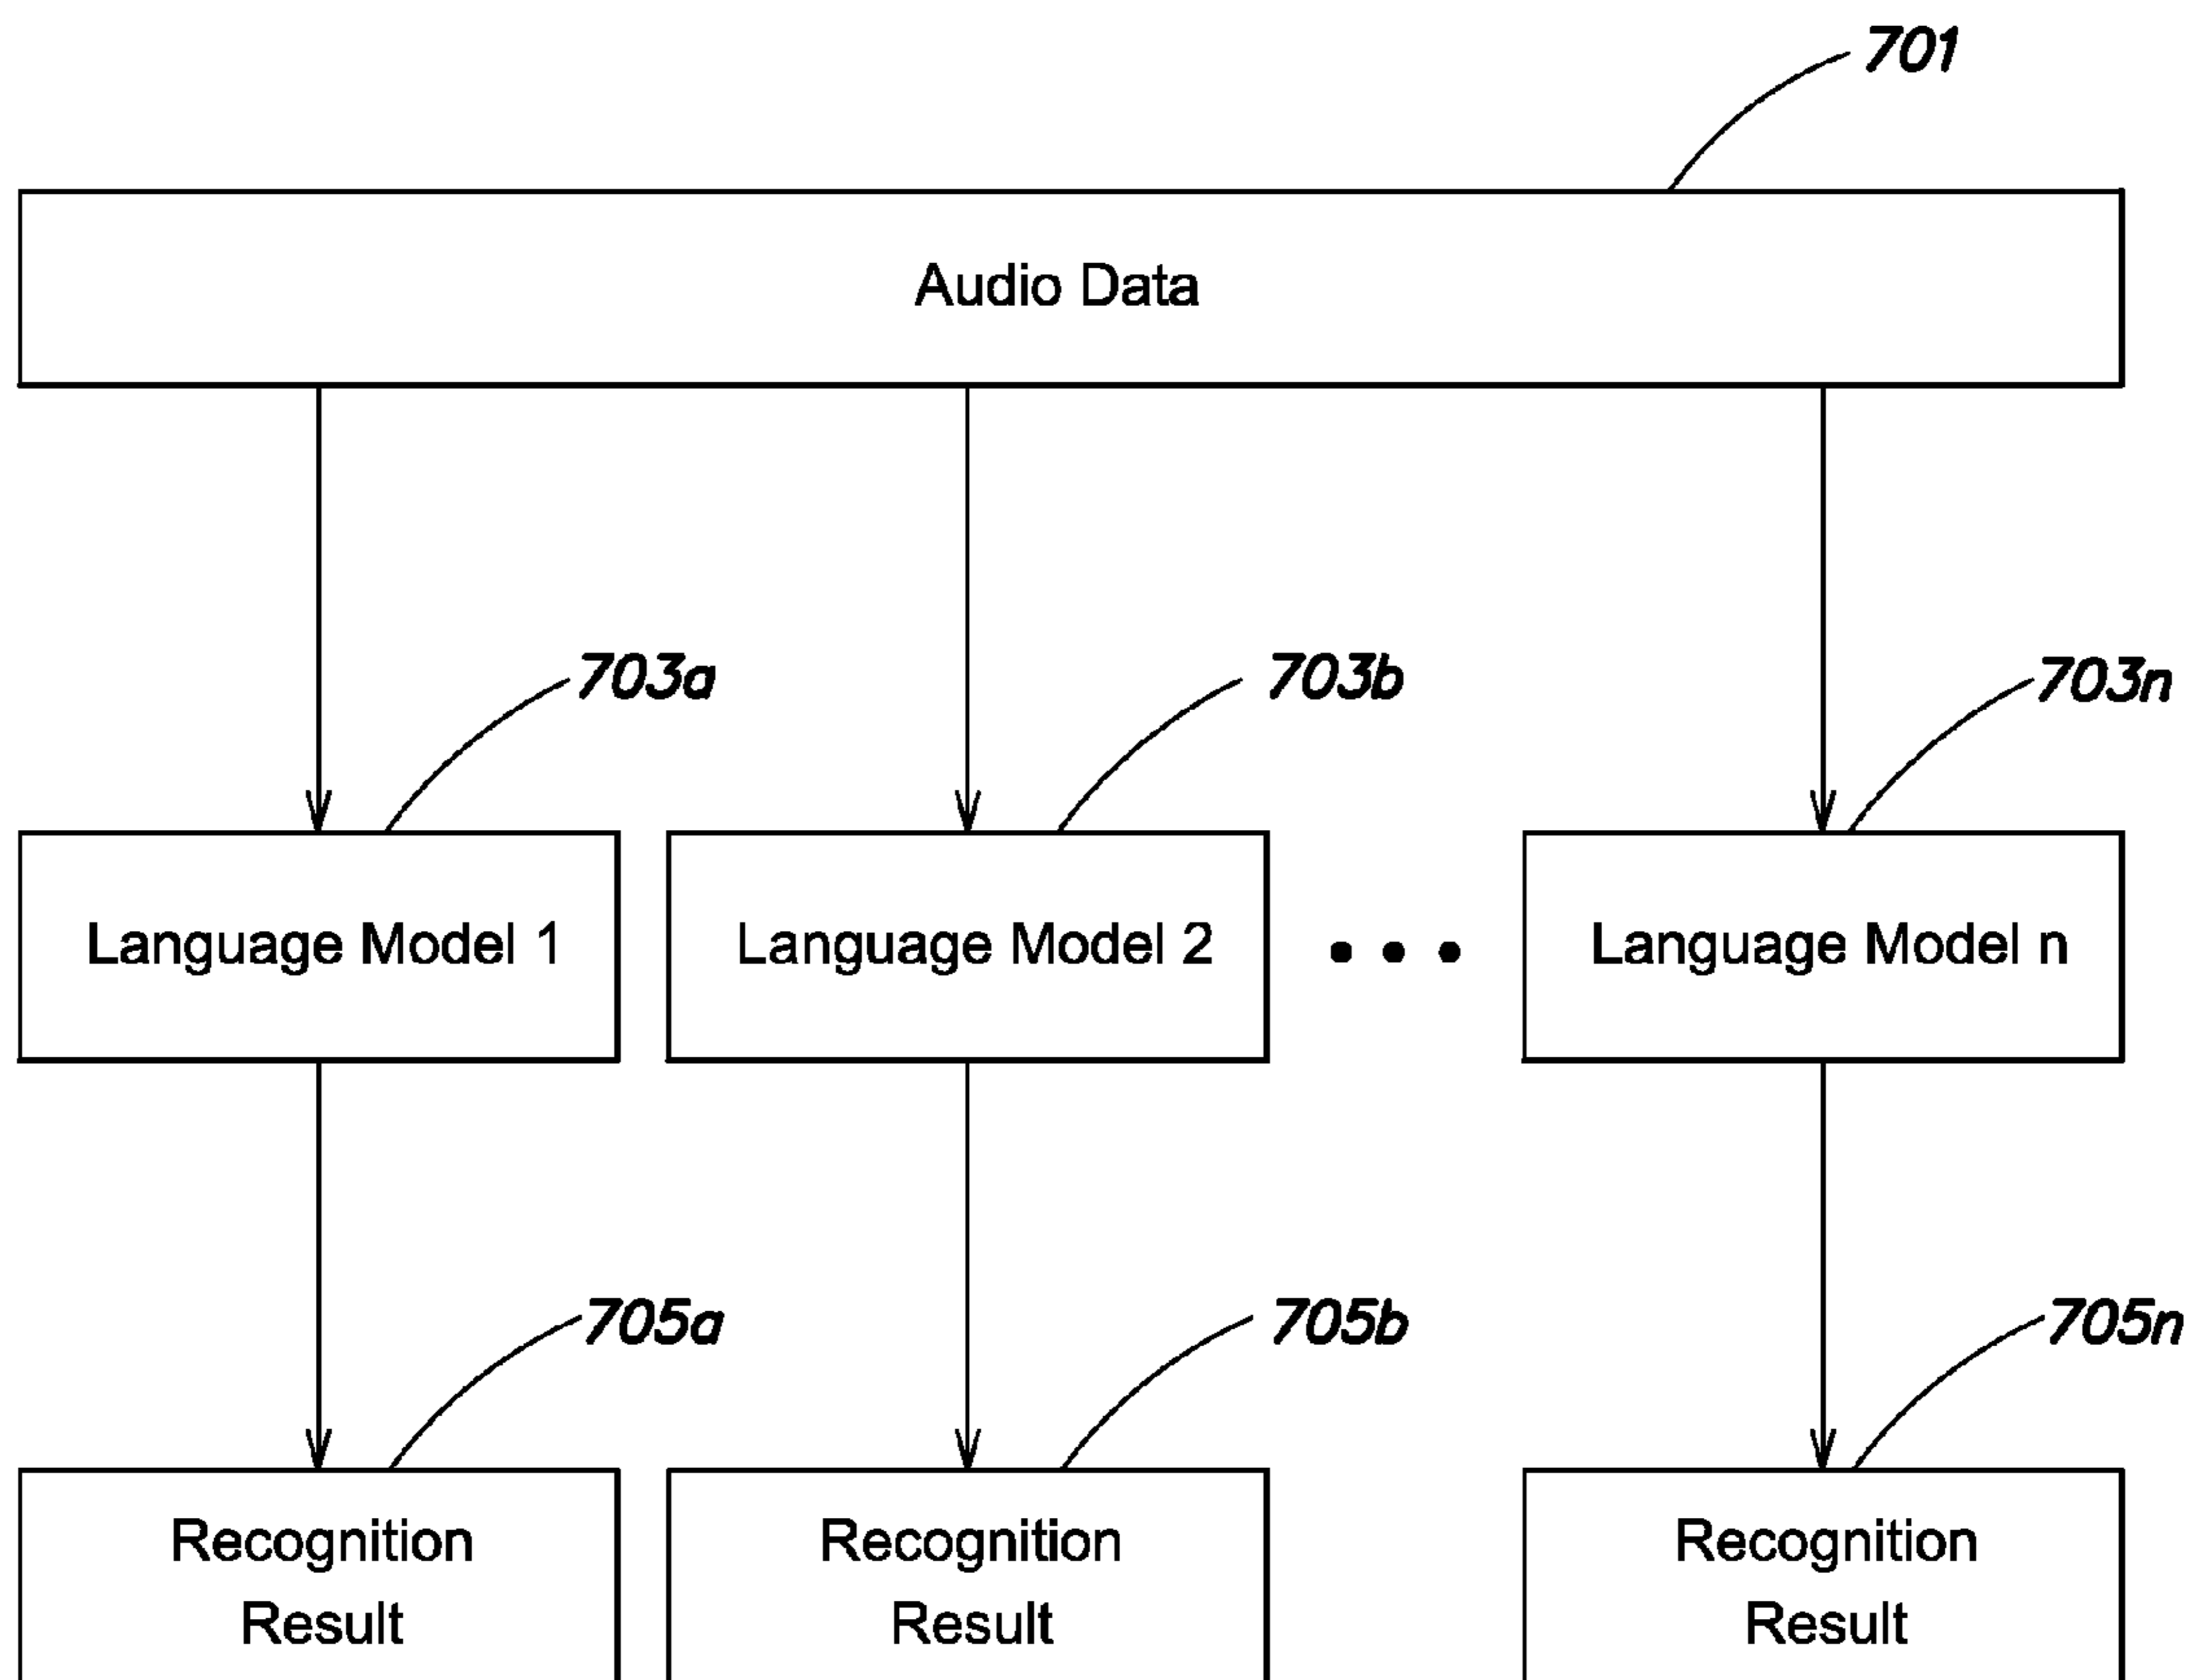 701
Audio Data
703a
703b
703n
Language Model 1
Language Model 2
Language Model n
705a
705b
705n
Recognition
Result
Recognition
Result
Recognition
Result